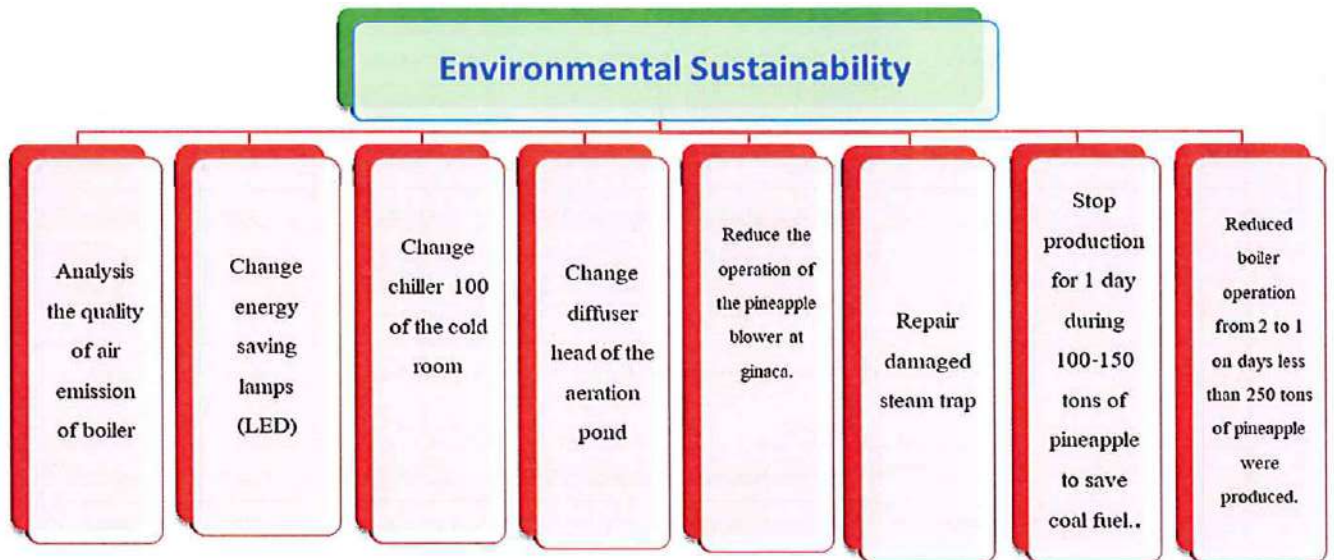 Environmental Sustainability
Analysis
the quality
of air
emission
of boiler
Change
energy
saving
lamps
(LED)
Change
chiller 100
of the cold
room
Change
diffuser
head of the
aeration
pond
Reduce the
operation of
the pineapple
blower at
ginaca.
Repair
damaged
steam trap
Stop
production
for 1 day
during
100-150
tons of
pineapple
to save
coal fuel..
Reduced
boiler
operation
from 2 to 1
on days less
than 250 tons
of pineapple
were
produced.